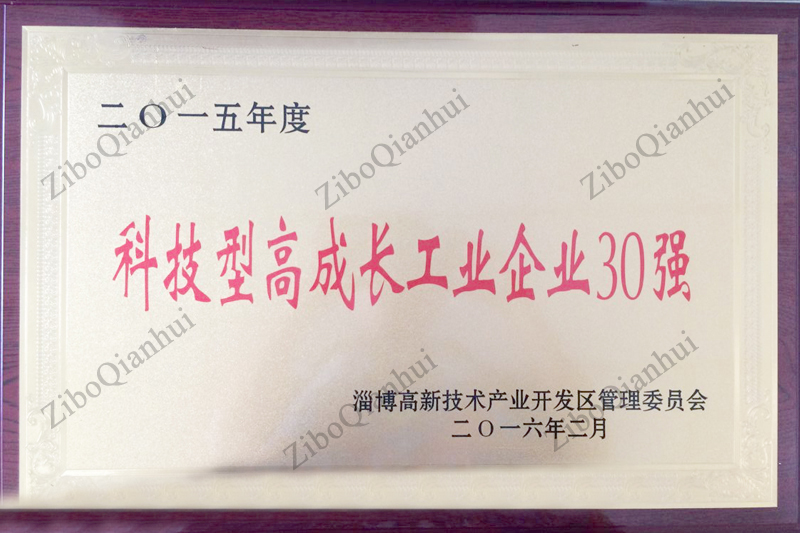 二〇一五年度
科技型高成长工业企业30强
淄博高新技术产业开发区管理委员会
二〇一六年二月
ZiboQianhui
ZiboQianhui
ZiboQianhui
ZiboQianhui
ZiboQianhui
ZiboQianhui